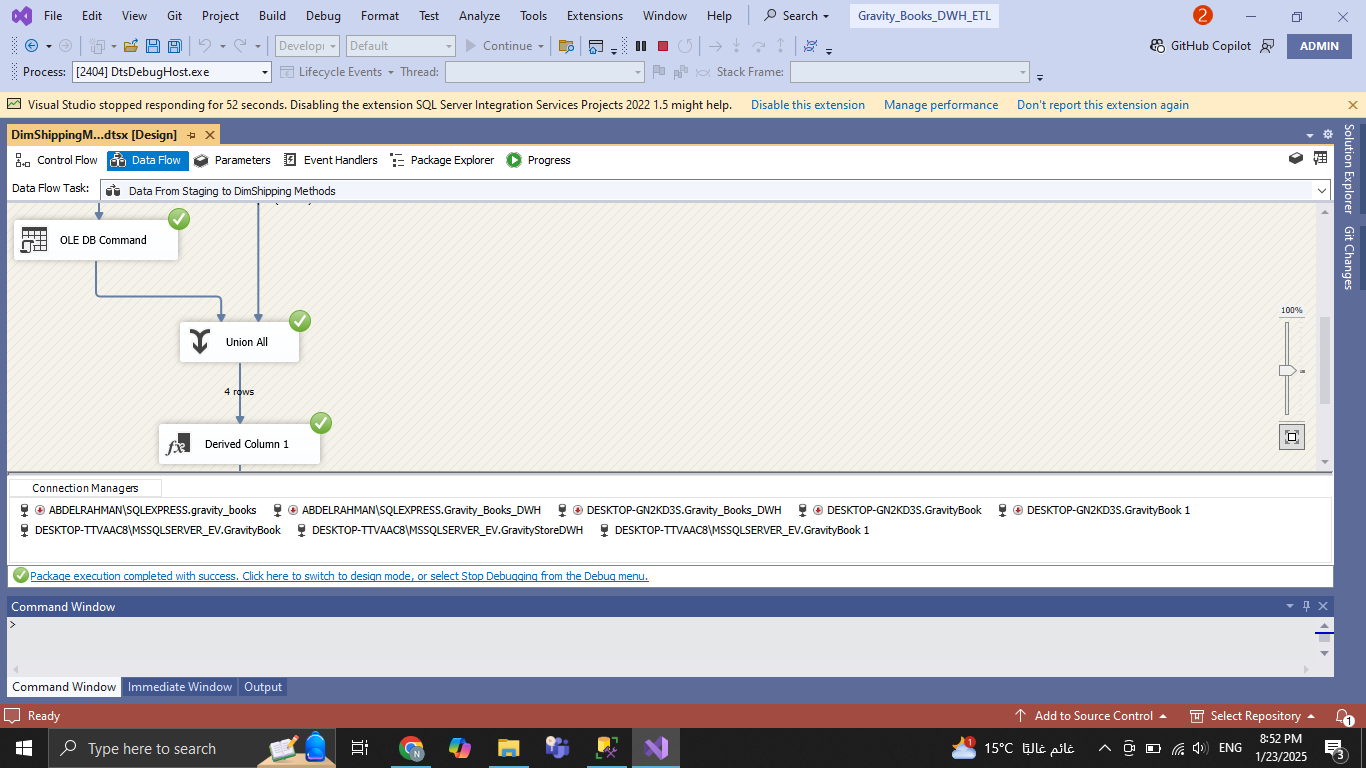 File Edit View Git Project Build Debug Format Test Analyze Tools Extensions Window Help Search Gravity_Books_DWH_ETL 2
Develop Default Continue GitHub Copilot ADMIN
Process: [2404] DtsDebugHost.exe Lifecycle Events Thread: Stack Frame:
Visual Studio stopped responding for 52 seconds. Disabling the extension SQL Server Integration Services Projects 2022 1.5 might help. Disable this extension Manage performance Don't report this extension again
DimShippingM...dtsx [Design]
Control Flow Data Flow Parameters Event Handlers Package Explorer Progress
Data Flow Task: Data From Staging to DimShipping Methods
Solution Explorer
Git Changes
OLE DB Command
100%
Union All
4 rows
Derived Column 1
Connection Managers
ABDELRAHMAN\SQLEXPRESS.gravity_books ABDELRAHMAN\SQLEXPRESS.Gravity_Books_DWH DESKTOP-GN2KD3S.Gravity_Books_DWH DESKTOP-GN2KD3S.GravityBook DESKTOP-GN2KD3S.GravityBook 1
DESKTOP-TTVAAC8\MSSQLSERVER_EV.GravityBook DESKTOP-TTVAAC8\MSSQLSERVER_EV.GravityStoreDWH DESKTOP-TTVAAC8\MSSQLSERVER_EV.GravityBook 1
Package execution completed with success. Click here to switch to design mode, or select Stop Debugging from the Debug menu.
Command Window
>
Command Window Immediate Window Output
Ready Add to Source Control Select Repository 1
Type here to search N 1 15°C غائم غالبًا ENG 8:52 PM
1/23/2025 3